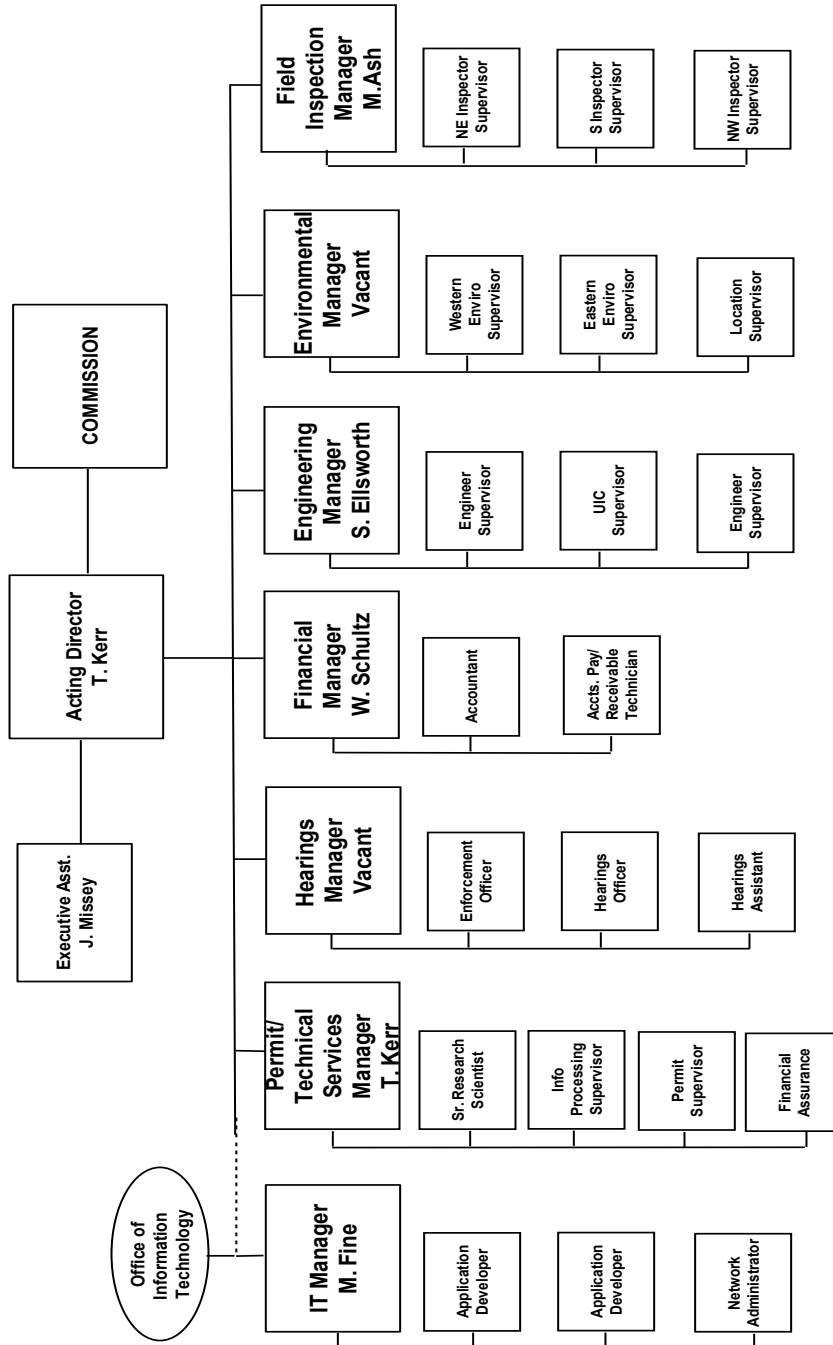 COMMISSION
Acting Director
T. Kerr
Executive Asst.
J. Missey
Office of
Information
Technology
IT Manager
M. Fine
Application
Developer
Application
Developer
Network
Administrator
Permit/
Technical
Services
Manager
T. Kerr
Sr. Research
Scientist
Info
Processing
Supervisor
Permit
Supervisor
Financial
Assurance
Hearings
Manager
Vacant
Enforcement
Officer
Hearings
Officer
Hearings
Assistant
Financial
Manager
W. Schultz
Accountant
Accts. Pay/
Receivable
Technician
Engineering
Manager
S. Ellsworth
Engineer
Supervisor
UIC
Supervisor
Engineer
Supervisor
Environmental
Manager
Vacant
Western
Enviro
Supervisor
Eastern
Enviro
Supervisor
Location
Supervisor
Field
Inspection
Manager
M.Ash
NE Inspector
Supervisor
S Inspector
Supervisor
NW Inspector
Supervisor